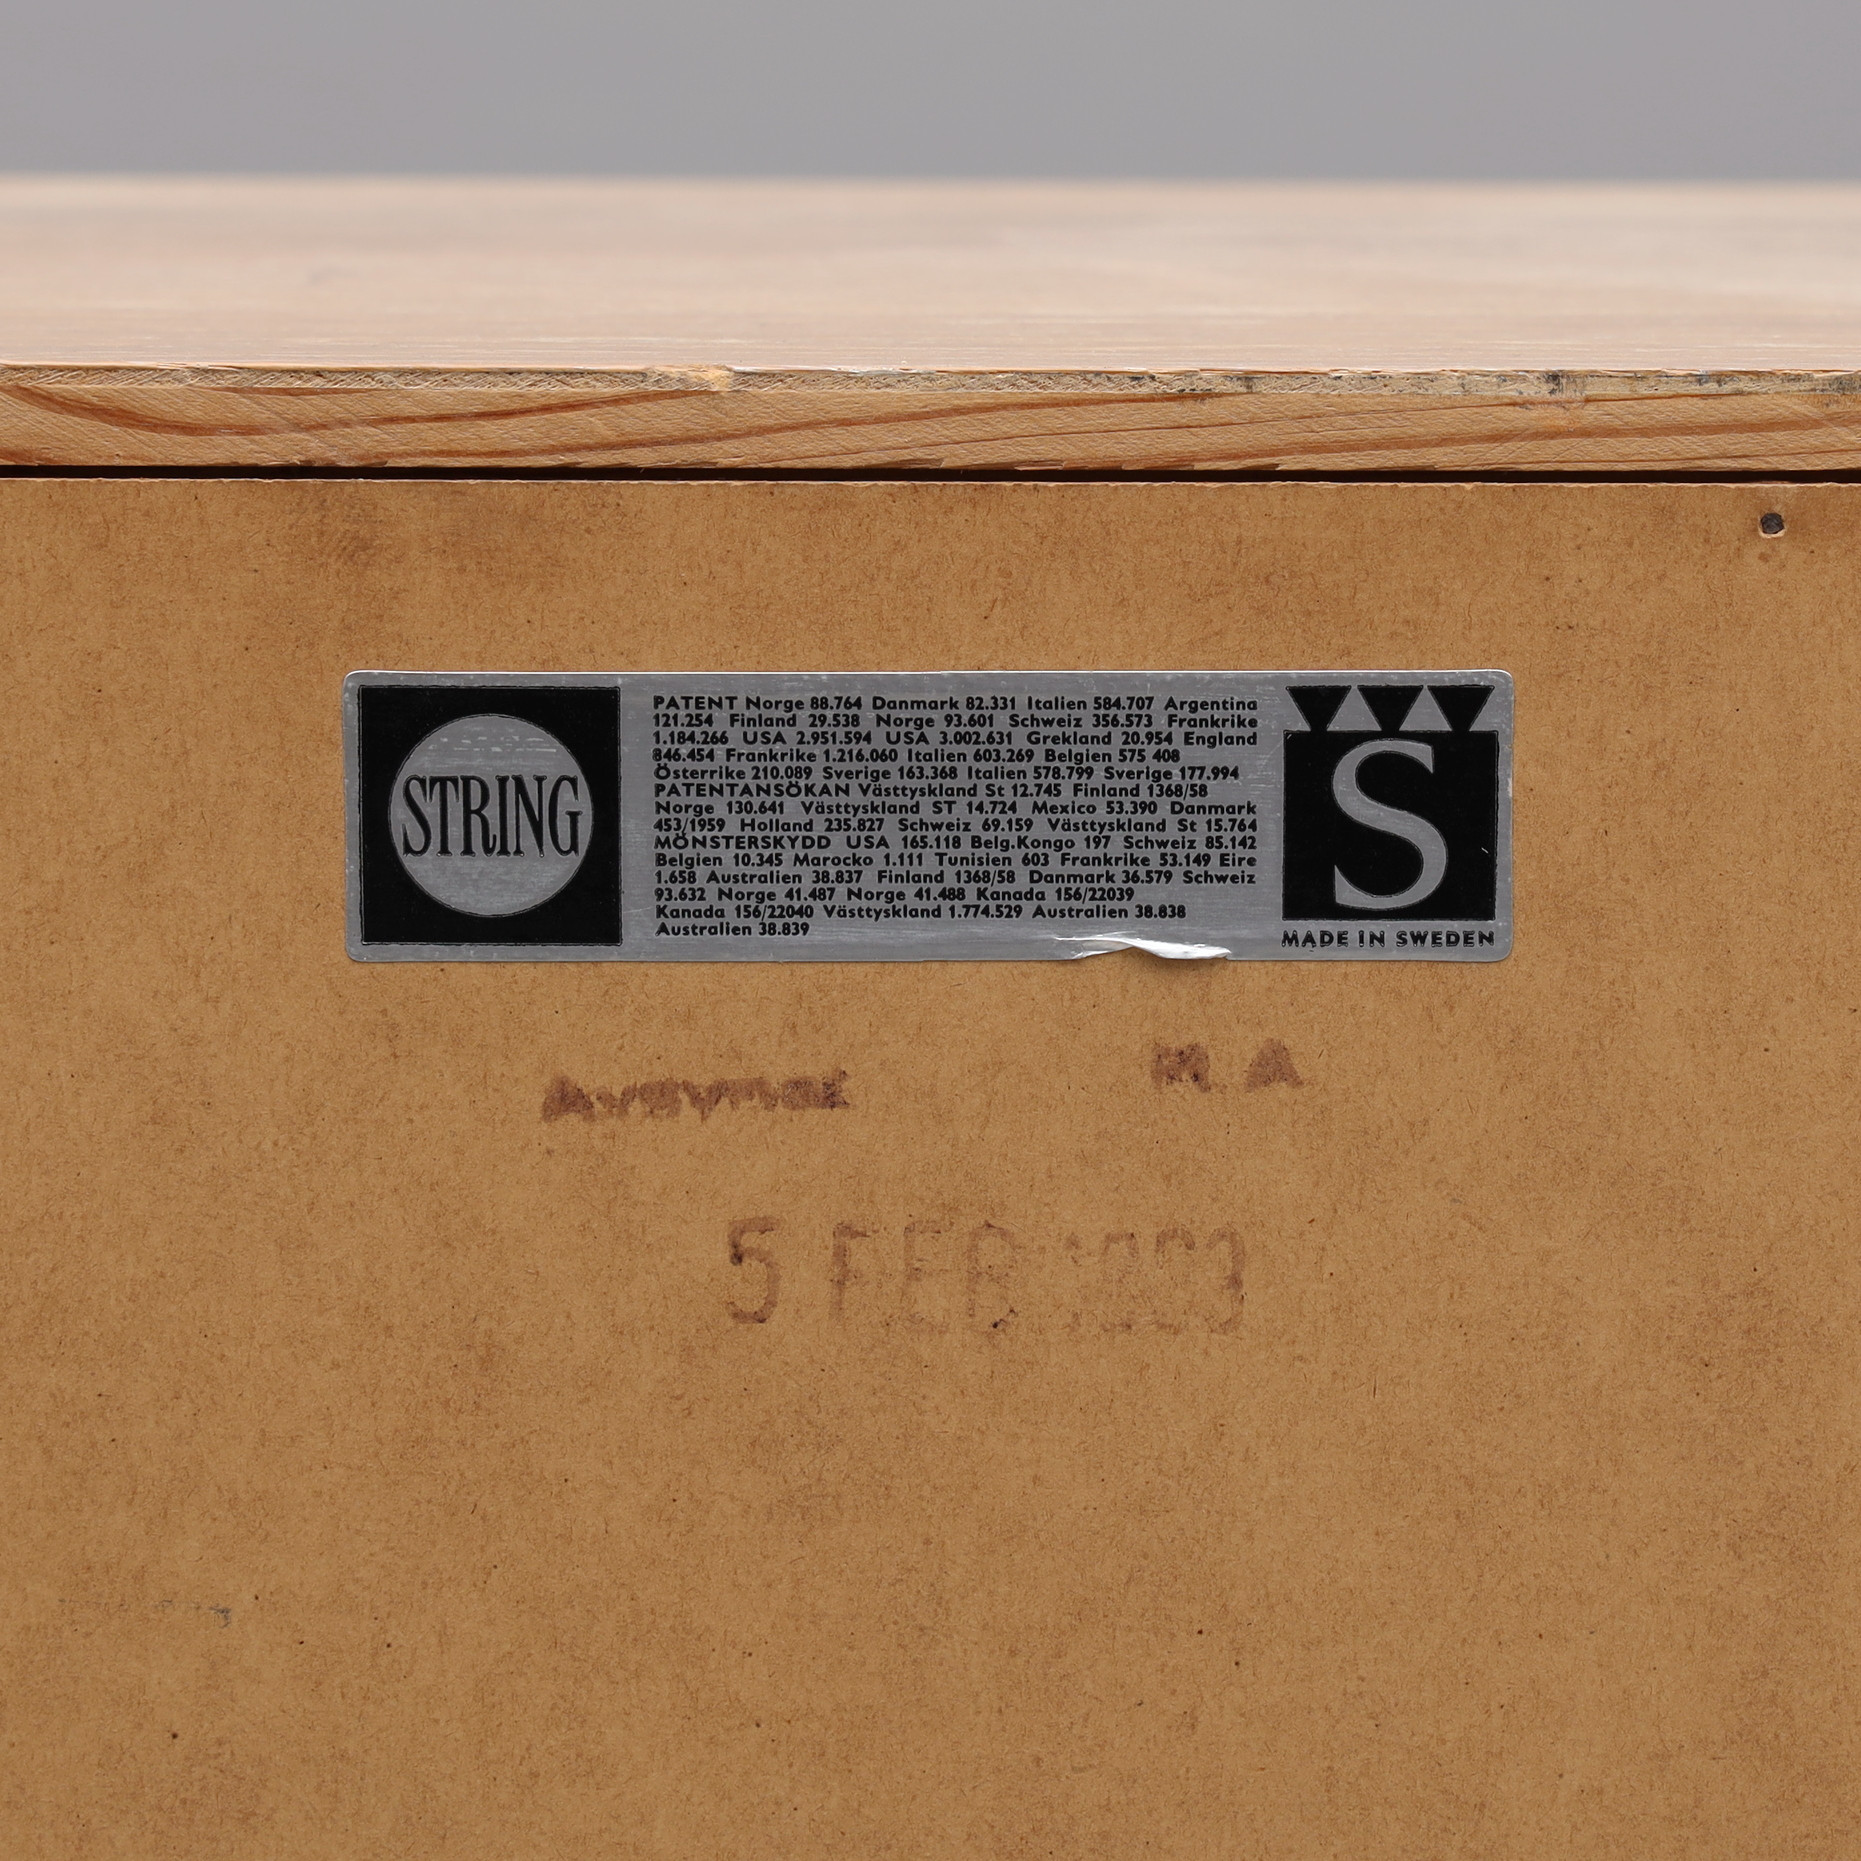 STRING
PATENT Norge 88.764 Danmark 82.331 Italien 584.707 Argentina
121.254 Finland 29.538 Norge 93.601 Schweiz 356.573 Frankrike
1.184.266 USA 2.951.594 USA 3.002.631 Grekland 20.954 England
846.454 Frankrike 1.216.060 Italien 603.269 Belgien 575 408
Österrike 210.089 Sverige 163.368 Italien 578.799 Sverige 177.994
PATENTANSÖKAN Västtyskland St 12.745 Finland 1368/58
Norge 130.641 Västtyskland ST 14.724 Mexico 53.390 Danmark
453/1959 Holland 235.827 Schweiz 69.159 Västtyskland St 15.764
MÖNSTERSKYDD USA 165.118 Belg.Kongo 197 Schweiz 85.142
Belgien 10.345 Marocko 1.111 Tunisien 603 Frankrike 53.149 Eire
1.658 Australien 38.837 Finland 1368/58 Danmark 36.579 Schweiz
93.632 Norge 41.487 Norge 41.488 Kanada 156/22039
Kanada 156/22040 Västtyskland 1.774.529 Australien 38.838
Australien 38.839
S
MADE IN SWEDEN
M A
5 FEB